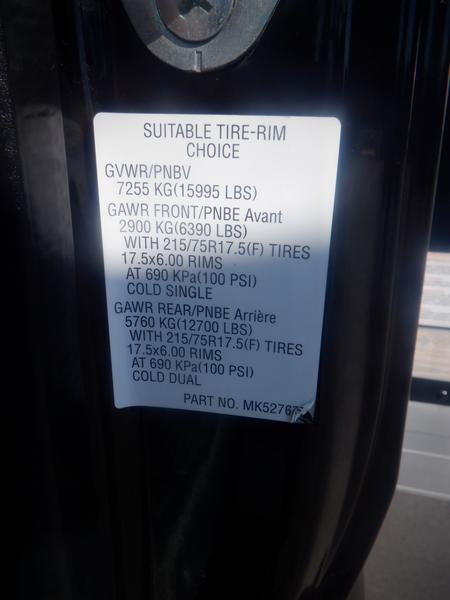 SUITABLE TIRE-RIM
CHOICE
GVWR/PNBV
7255 KG(15995 LBS)
GAWR FRONT/PNBE Avant
2900 KG(6390 LBS)
WITH 215/75R17.5(F) TIRES
17.5x6.00 RIMS
AT 690 KPa(100 PSI)
COLD SINGLE
GAWR REAR/PNBE Arrière
5760 KG(12700 LBS)
WITH 215/75R17.5(F) TIRES
17.5x6.00 RIMS
AT 690 KPa(100 PSI)
COLD DUAL
PART NO.